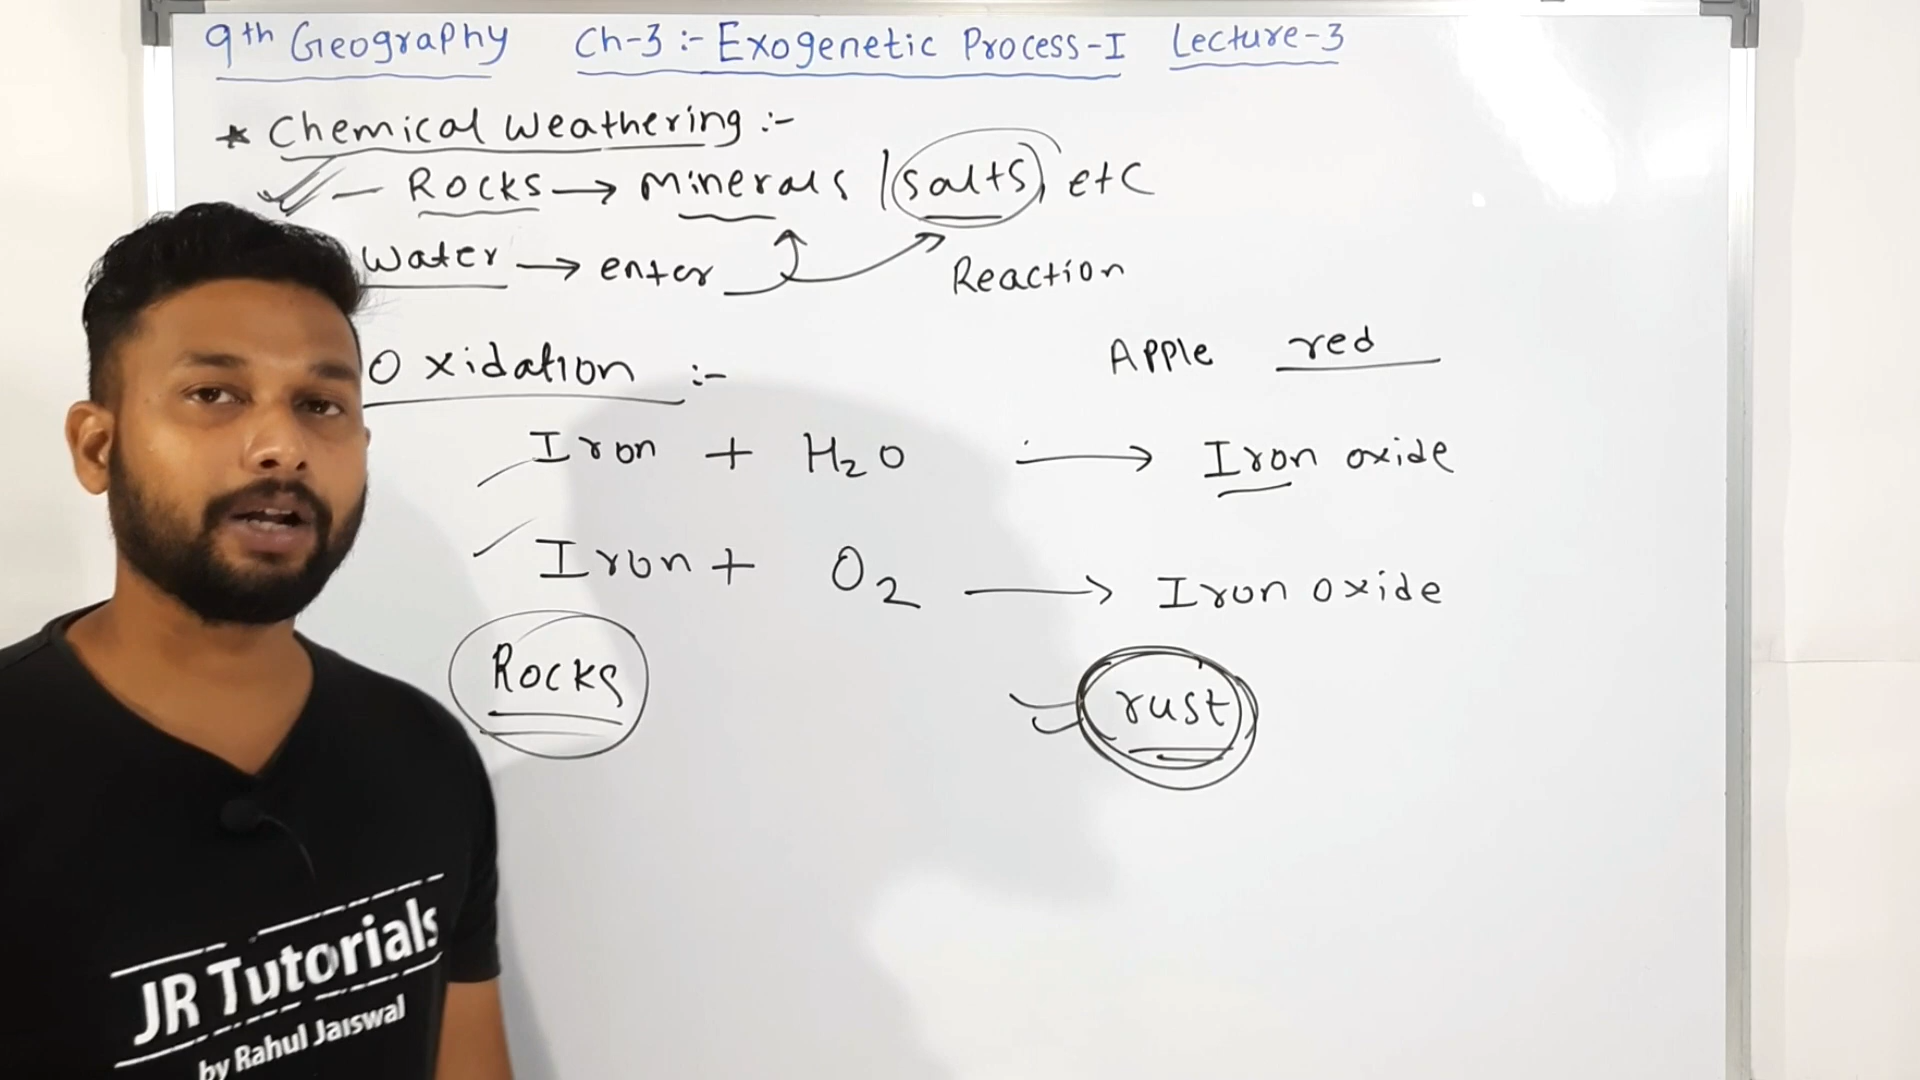 9th Geography Ch-3 :- Exogenetic Process-I Lecture-3
* Chemical weathering :-
- Rocks → minerals / salts, etc
Water → enter Reaction
Oxidation :- Apple red
Iron + H2O → Iron oxide
Iron + O2 → Iron oxide
Rocks rust
JR Tutorials
by Rahul Jaiswal